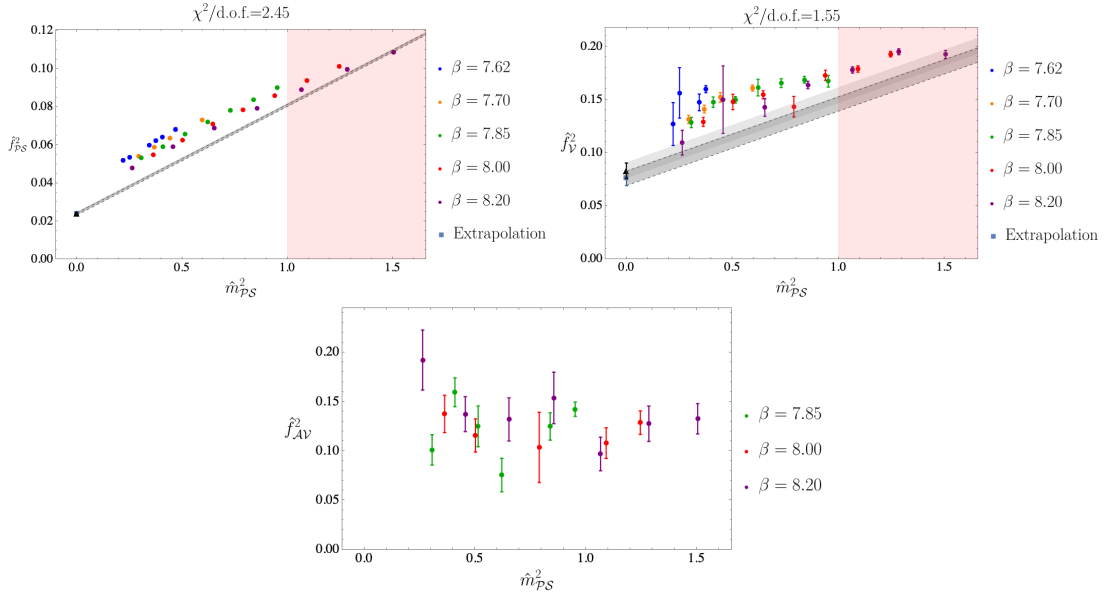 χ²/d.o.f.=2.45
0.12
0.10
0.08
0.06
0.04
0.02
0.00
f̂²_PS
0.0
0.5
1.0
1.5
m̂²_PS
β = 7.62
β = 7.70
β = 7.85
β = 8.00
β = 8.20
Extrapolation
χ²/d.o.f.=1.55
0.20
0.15
0.10
0.05
0.00
f̂²_V
0.0
0.5
1.0
1.5
m̂²_PS
β = 7.62
β = 7.70
β = 7.85
β = 8.00
β = 8.20
Extrapolation
0.20
0.15
0.10
0.05
0.00
f̂²_AV
0.0
0.5
1.0
1.5
m̂²_PS
β = 7.85
β = 8.00
β = 8.20